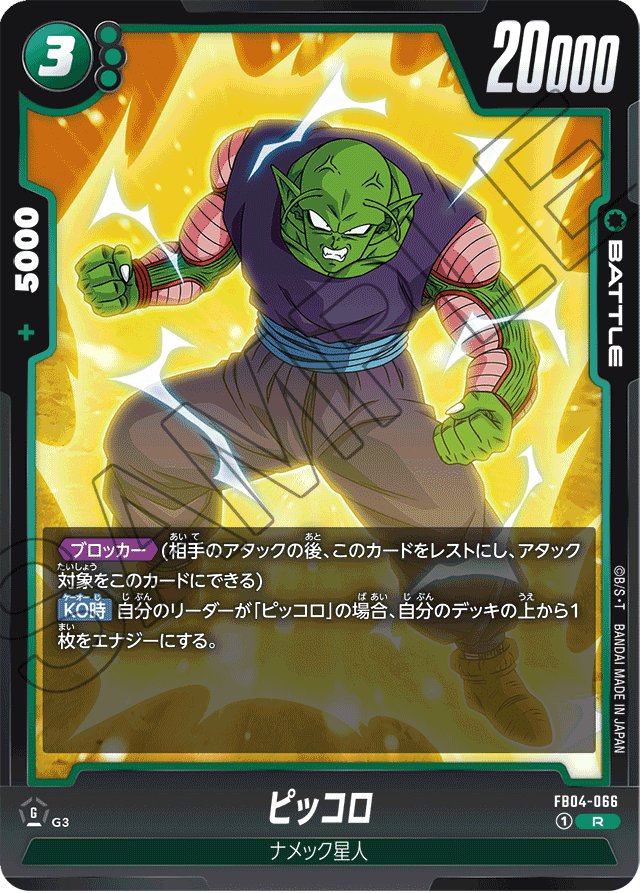 3
20000
+ 5000
BATTLE
SAMPLE
ブロッカー (相手のアタックの後、このカードをレストにし、アタック
対象をこのカードにできる)
KO時 自分のリーダーが「ピッコロ」の場合、自分のデッキの上から1
枚をエナジーにする。
©B/S・T BANDAI MADE IN JAPAN
G
G3
ピッコロ
FB04-066
1 R
ナメック星人